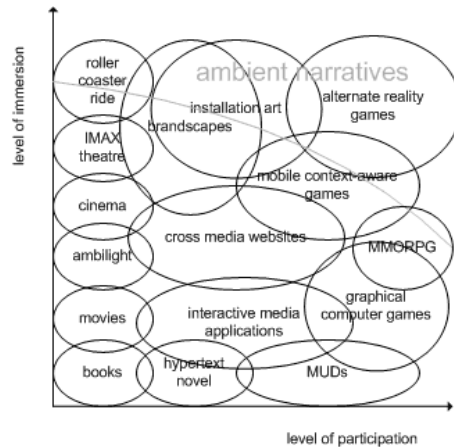 level of immersion
roller
coaster
ride
ambient narratives
installation art
alternate reality
games
brandscapes
IMAX
theatre
mobile context-aware
games
cinema
cross media websites
MMORPG
ambilight
graphical
computer games
movies
interactive media
applications
books
hypertext
novel
MUDs
level of participation